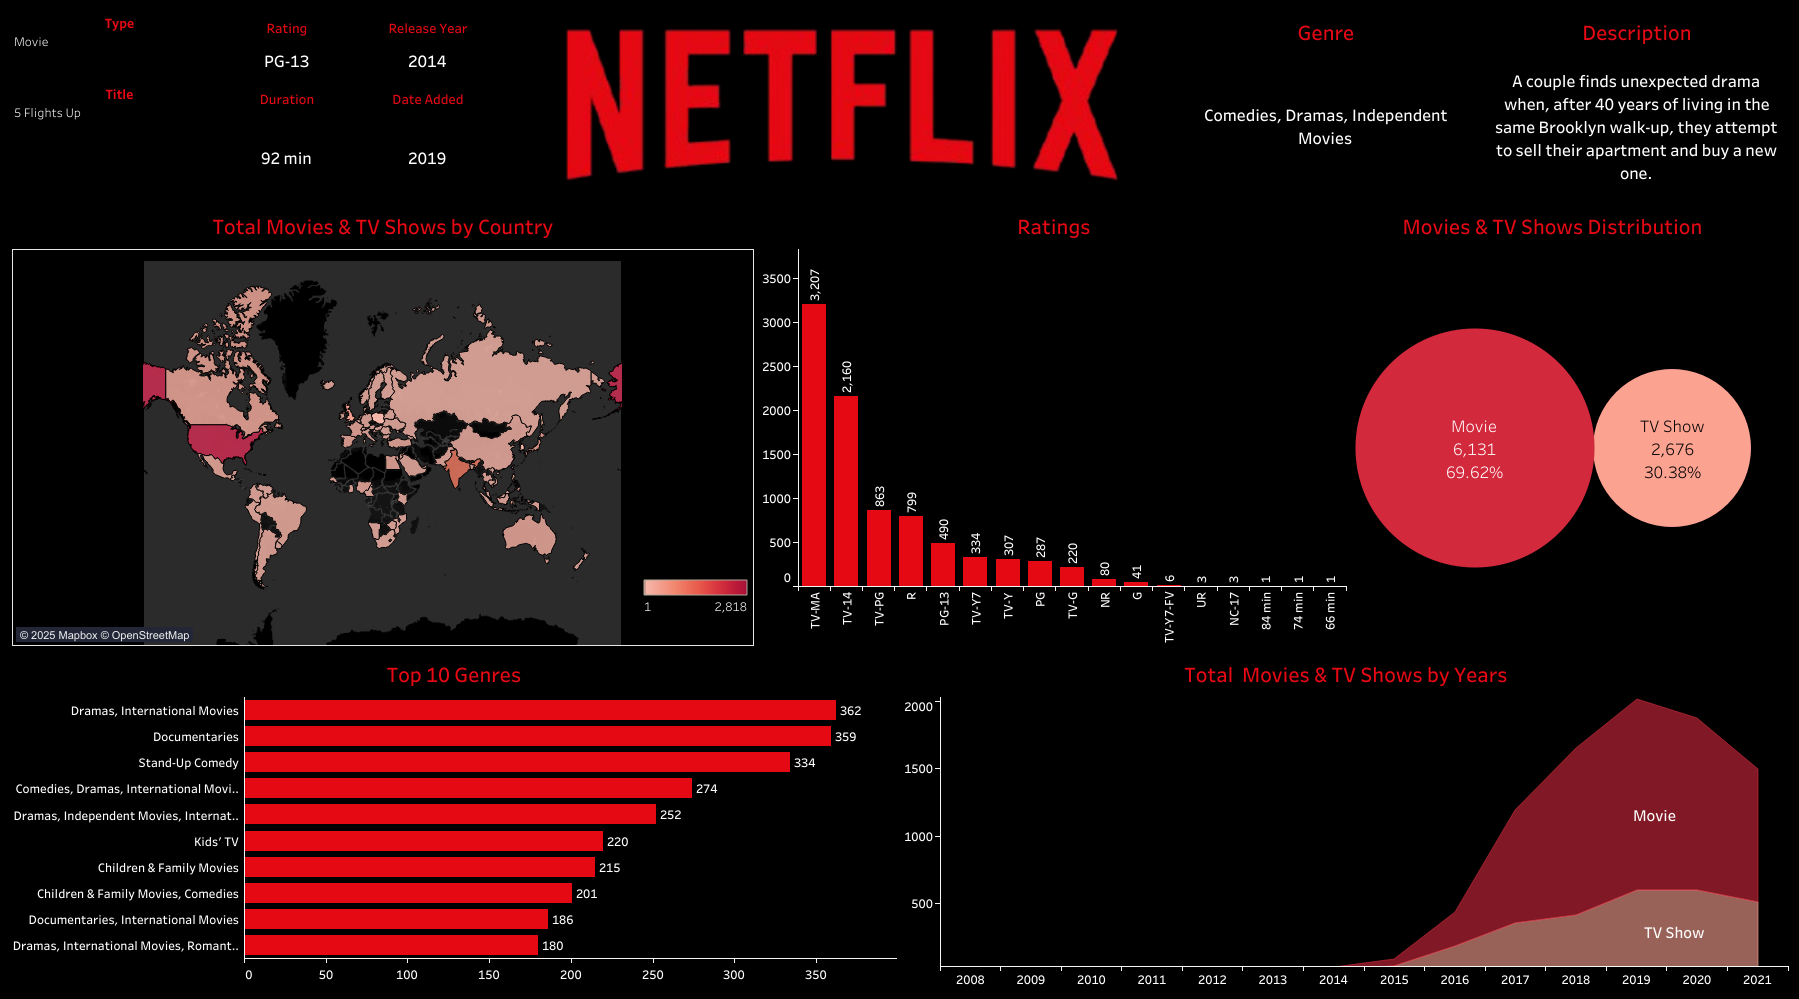 Type
Movie
Title
5 Flights Up
Rating
PG-13
Release Year
2014
Duration
92 min
Date Added
2019
NETFLIX
Genre
Comedies, Dramas, Independent
Movies
Description
A couple finds unexpected drama
when, after 40 years of living in the
same Brooklyn walk-up, they attempt
to sell their apartment and buy a new
one.
Total Movies & TV Shows by Country
1
2,818
© 2025 Mapbox © OpenStreetMap
Ratings
3500
3000
2500
2000
1500
1000
500
0
3,207
2,160
863
799
490
334
307
287
220
80
41
6
3
3
1
1
1
TV-MA
TV-14
TV-PG
R
PG-13
TV-Y7
TV-Y
PG
TV-G
NR
G
TV-Y7-FV
UR
NC-17
84 min
74 min
66 min
Movies & TV Shows Distribution
Movie
6,131
69.62%
TV Show
2,676
30.38%
Top 10 Genres
Dramas, International Movies 362
Documentaries 359
Stand-Up Comedy 334
Comedies, Dramas, International Movi.. 274
Dramas, Independent Movies, Internat.. 252
Kids' TV 220
Children & Family Movies 215
Children & Family Movies, Comedies 201
Documentaries, International Movies 186
Dramas, International Movies, Romant.. 180
0 50 100 150 200 250 300 350
Total Movies & TV Shows by Years
2000
1500
1000
500
Movie
TV Show
2008 2009 2010 2011 2012 2013 2014 2015 2016 2017 2018 2019 2020 2021